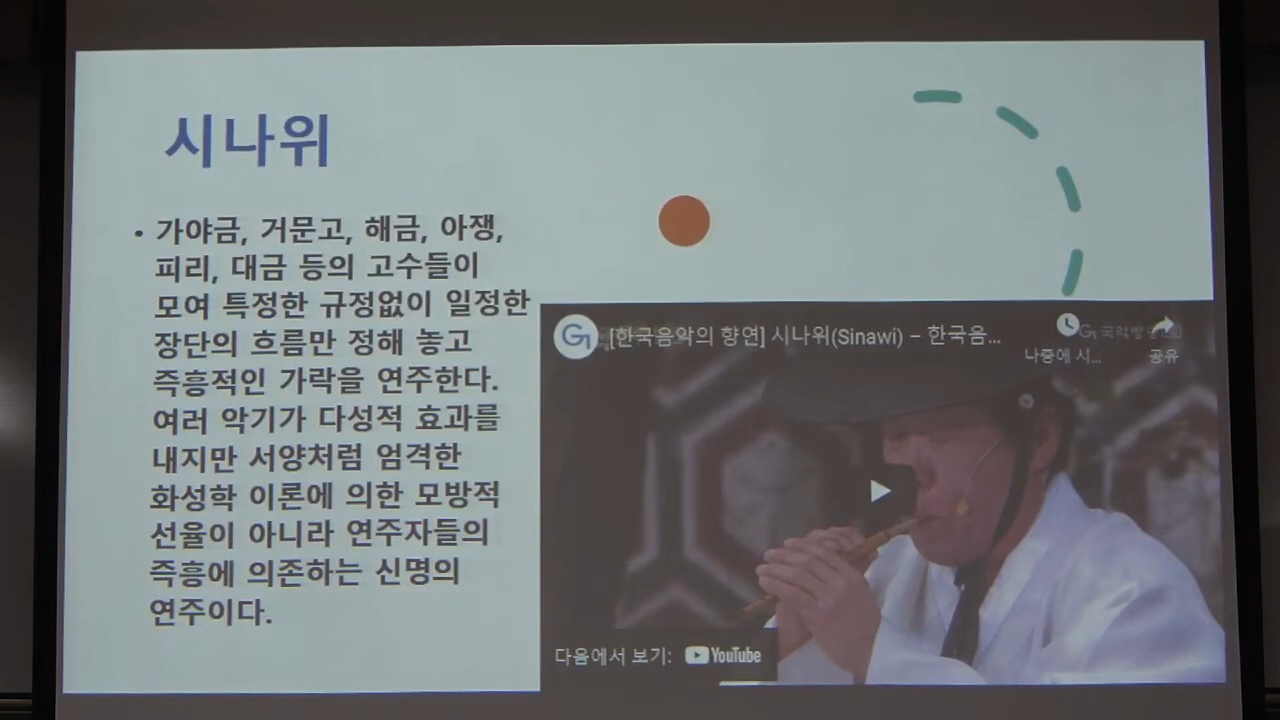 시나위
• 가야금, 거문고, 해금, 아쟁,
피리, 대금 등의 고수들이
모여 특정한 규정없이 일정한
장단의 흐름만 정해 놓고
즉흥적인 가락을 연주한다.
여러 악기가 다성적 효과를
내지만 서양처럼 엄격한
화성학 이론에 의한 모방적
선율이 아니라 연주자들의
즉흥에 의존하는 신명의
연주이다.
[한국음악의 향연] 시나위(Sinawi) – 한국음...
나중에 시...
공유
다음에서 보기: YouTube